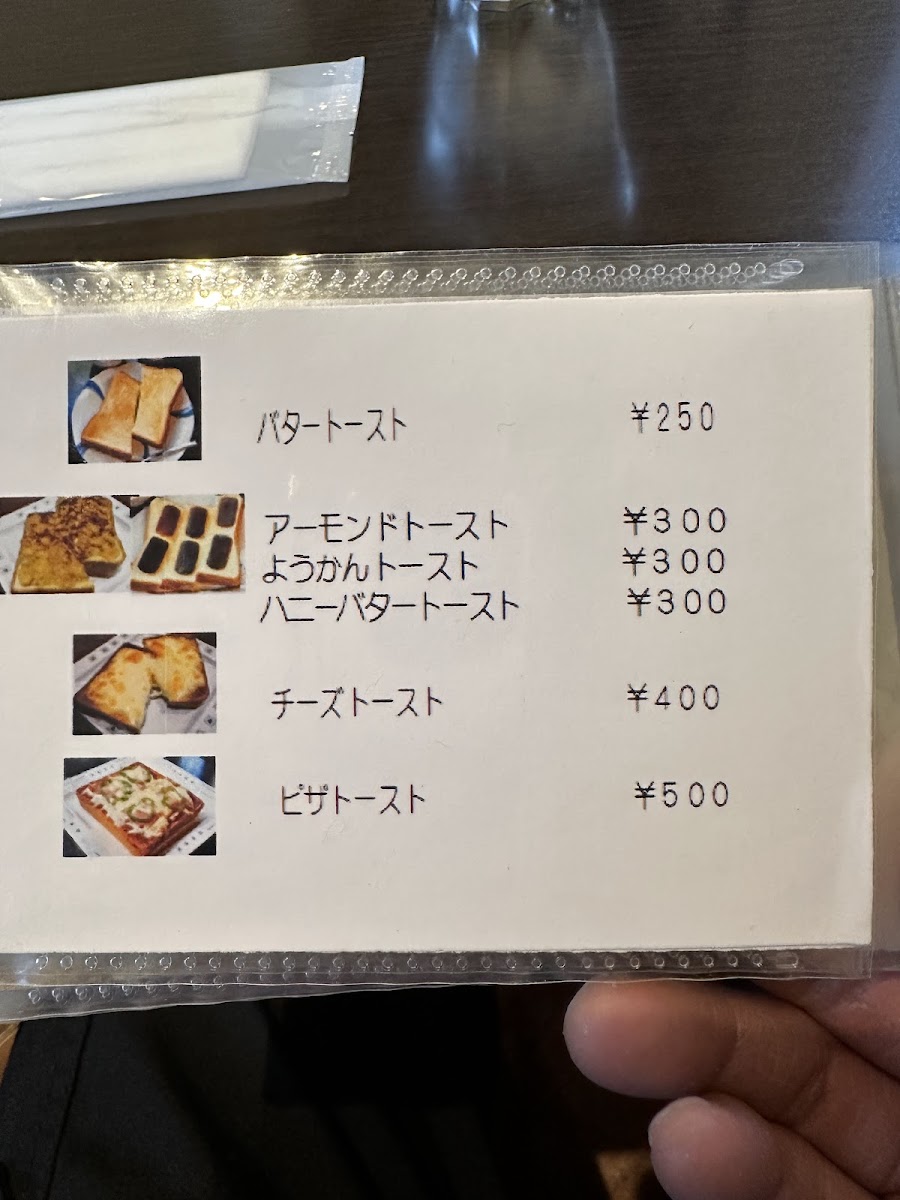 バタートースト ¥250
アーモンドトースト ¥300
ようかんトースト ¥300
ハニーバタートースト ¥300
チーズトースト ¥400
ピザトースト ¥500